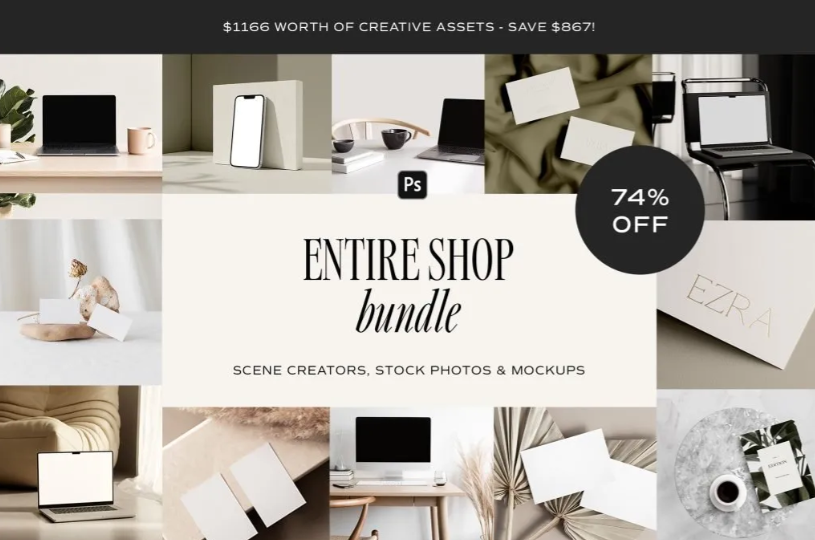 $1166 WORTH OF CREATIVE ASSETS - SAVE $867!
Ps
74%
OFF
ENTIRE SHOP
bundle
SCENE CREATORS, STOCK PHOTOS & MOCKUPS
EZRA